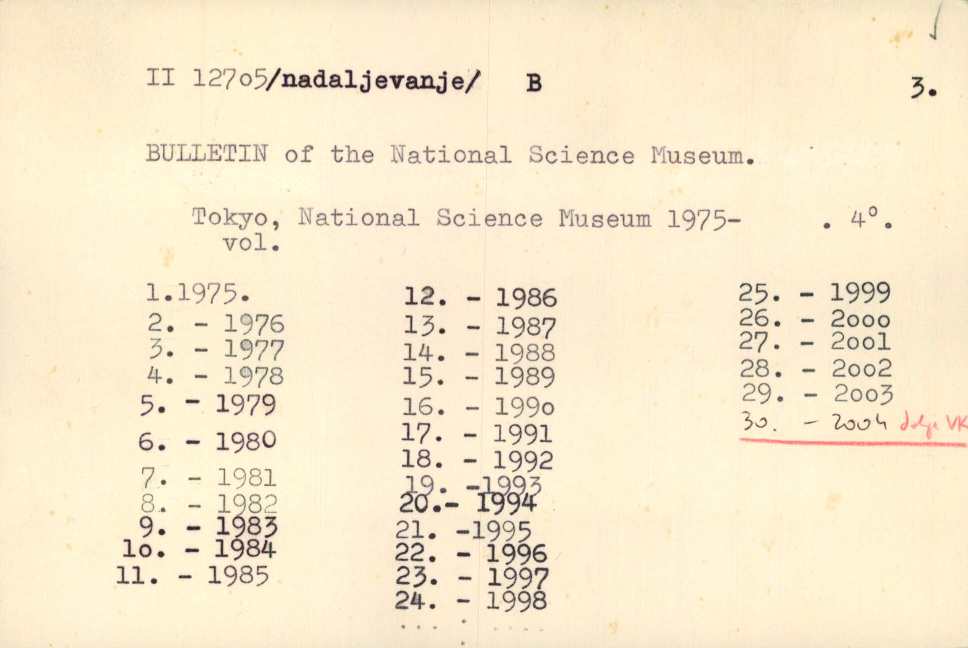 II 127o5/nadaljevanje/ B 3.
BULLETIN of the National Science Museum.
Tokyo, National Science Museum 1975- . 4°.
vol.
1.1975.
2. - 1976
3. - 1977
4. - 1978
5. - 1979
6. - 1980
7. - 1981
8. - 1982
9. - 1983
1o. - 1984
11. - 1985
12. - 1986
13. - 1987
14. - 1988
15. - 1989
16. - 199o
17. - 1991
18. - 1992
19. -1993
20.- 1994
21. -1995
22. - 1996
23. - 1997
24. - 1998
25. - 1999
26. - 2ooo
27. - 2oo1
28. - 2oo2
29. - 2oo3
30. - 2004 dalje VK